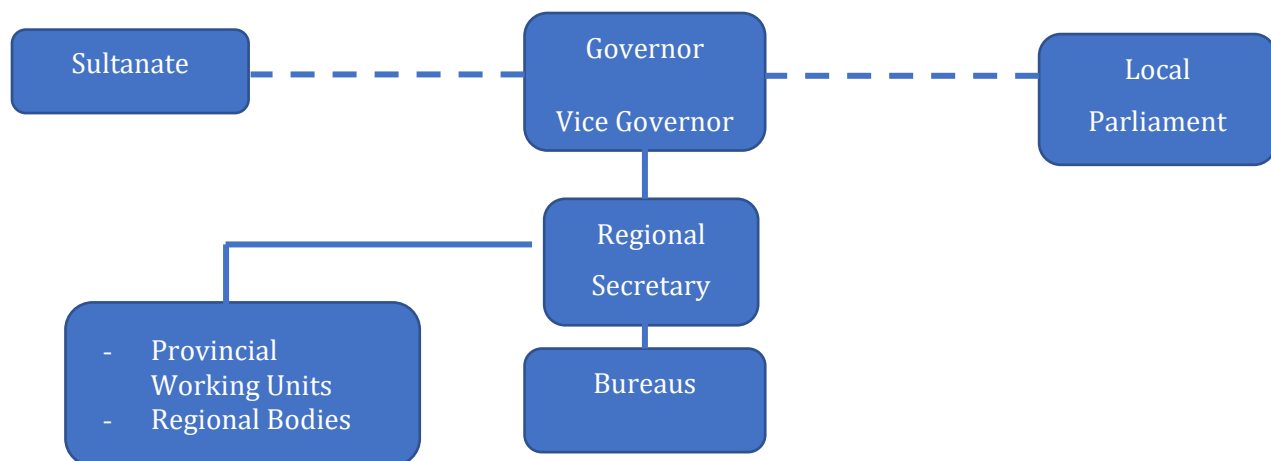 Sultanate
Governor
Vice Governor
Local
Parliament
Regional
Secretary
- Provincial
Working Units
- Regional Bodies
Bureaus